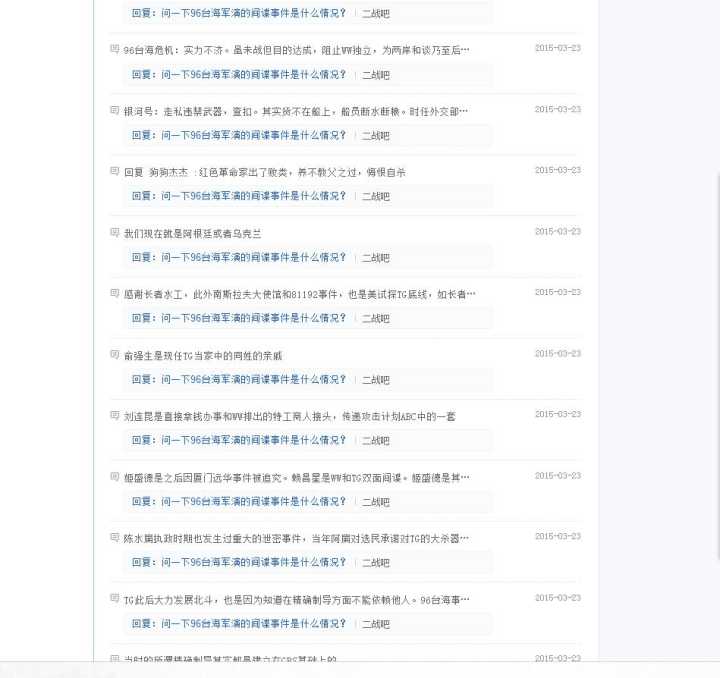 回复：问一下96台海军演的间谍事件是什么情况？ | 二战吧
96台海危机：实力不济。虽未战但目的达成，阻止WW独立，为两岸和谈乃至后… 2015-03-23
回复：问一下96台海军演的间谍事件是什么情况？ | 二战吧
银河号：走私违禁武器，查扣。其实货不在船上，船员断水断粮。时任外交部… 2015-03-23
回复：问一下96台海军演的间谍事件是什么情况？ | 二战吧
回复 狗狗杰杰 :红色革命家出了败类，养不教父之过，悔恨自杀 2015-03-23
回复：问一下96台海军演的间谍事件是什么情况？ | 二战吧
我们现在就是阿根廷或者乌克兰 2015-03-23
回复：问一下96台海军演的间谍事件是什么情况？ | 二战吧
感谢长者水工，此外南斯拉夫大使馆和81192事件，也是美试探TG底线，如长者… 2015-03-23
回复：问一下96台海军演的间谍事件是什么情况？ | 二战吧
俞强生是现任TG当家中的同姓的亲戚 2015-03-23
回复：问一下96台海军演的间谍事件是什么情况？ | 二战吧
刘连昆是直接拿钱办事和WW排出的特工商人接头，传递攻击计划ABC中的一套 2015-03-23
回复：问一下96台海军演的间谍事件是什么情况？ | 二战吧
姬盛德是之后因厦门远华事件被追究。赖昌星是WW和TG双面间谍。姬盛德是其… 2015-03-23
回复：问一下96台海军演的间谍事件是什么情况？ | 二战吧
陈水扁执政时期也发生过重大的泄密事件，当年阿扁对选民承诺对TG的大杀器… 2015-03-23
回复：问一下96台海军演的间谍事件是什么情况？ | 二战吧
TG此后大力发展北斗，也是因为知道在精确制导方面不能依赖他人。96台海事… 2015-03-23
回复：问一下96台海军演的间谍事件是什么情况？ | 二战吧
当时的所谓精确制导其实都是建立在GPS基础上的 2015-03-23